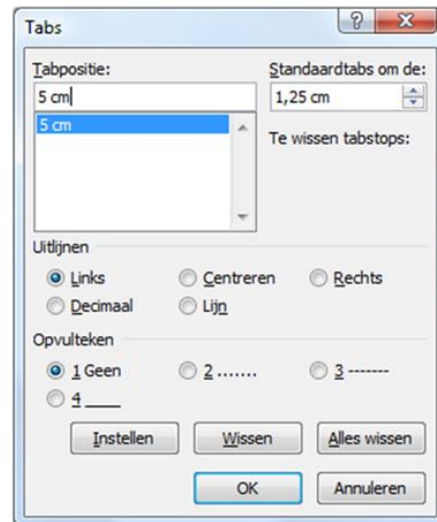 Tabs
Tabpositie: Standaardtabs om de:
5 cm 1,25 cm
5 cm Te wissen tabstops:
Uitlijnen
Links Centreren Rechts
Decimaal Lijn
Opvulteken
1 Geen 2 ....... 3 -------
4 ____
Instellen Wissen Alles wissen
OK Annuleren